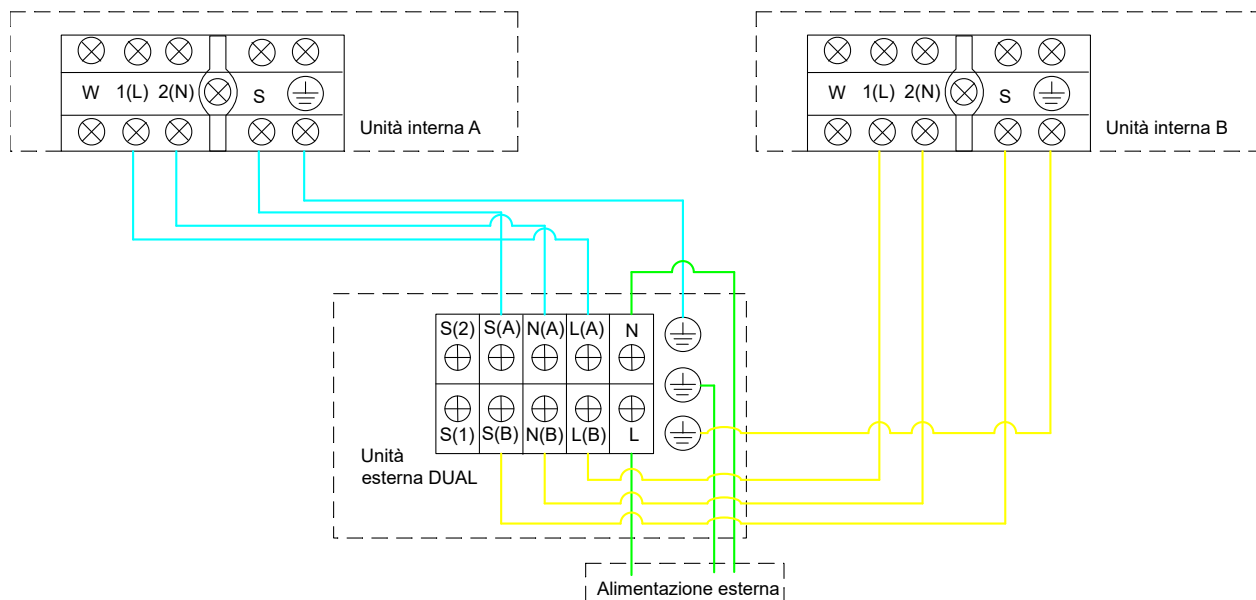 W 1(L) 2(N) S
Unità interna A
W 1(L) 2(N) S
Unità interna B
S(2) S(A) N(A) L(A) N
S(1) S(B) N(B) L(B) L
Unità
esterna DUAL
Alimentazione esterna